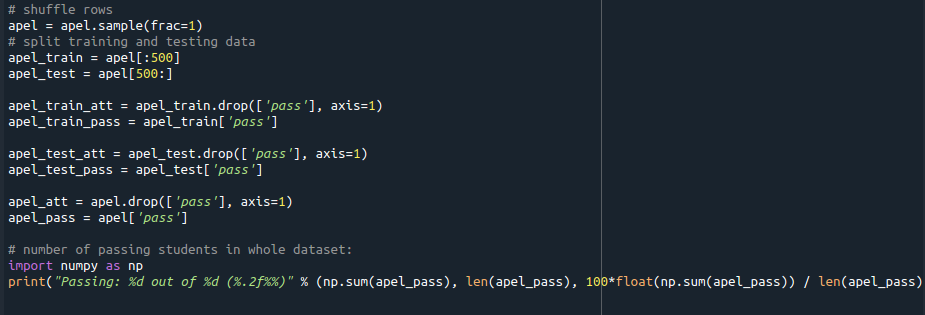 # shuffle rows
apel = apel.sample(frac=1)
# split training and testing data
apel_train = apel[:500]
apel_test = apel[500:]
apel_train_att = apel_train.drop(['pass'], axis=1)
apel_train_pass = apel_train['pass']
apel_test_att = apel_test.drop(['pass'], axis=1)
apel_test_pass = apel_test['pass']
apel_att = apel.drop(['pass'], axis=1)
apel_pass = apel['pass']
# number of passing students in whole dataset:
import numpy as np
print("Passing: %d out of %d (%.2f%%)" % (np.sum(apel_pass), len(apel_pass), 100*float(np.sum(apel_pass)) / len(apel_pass)